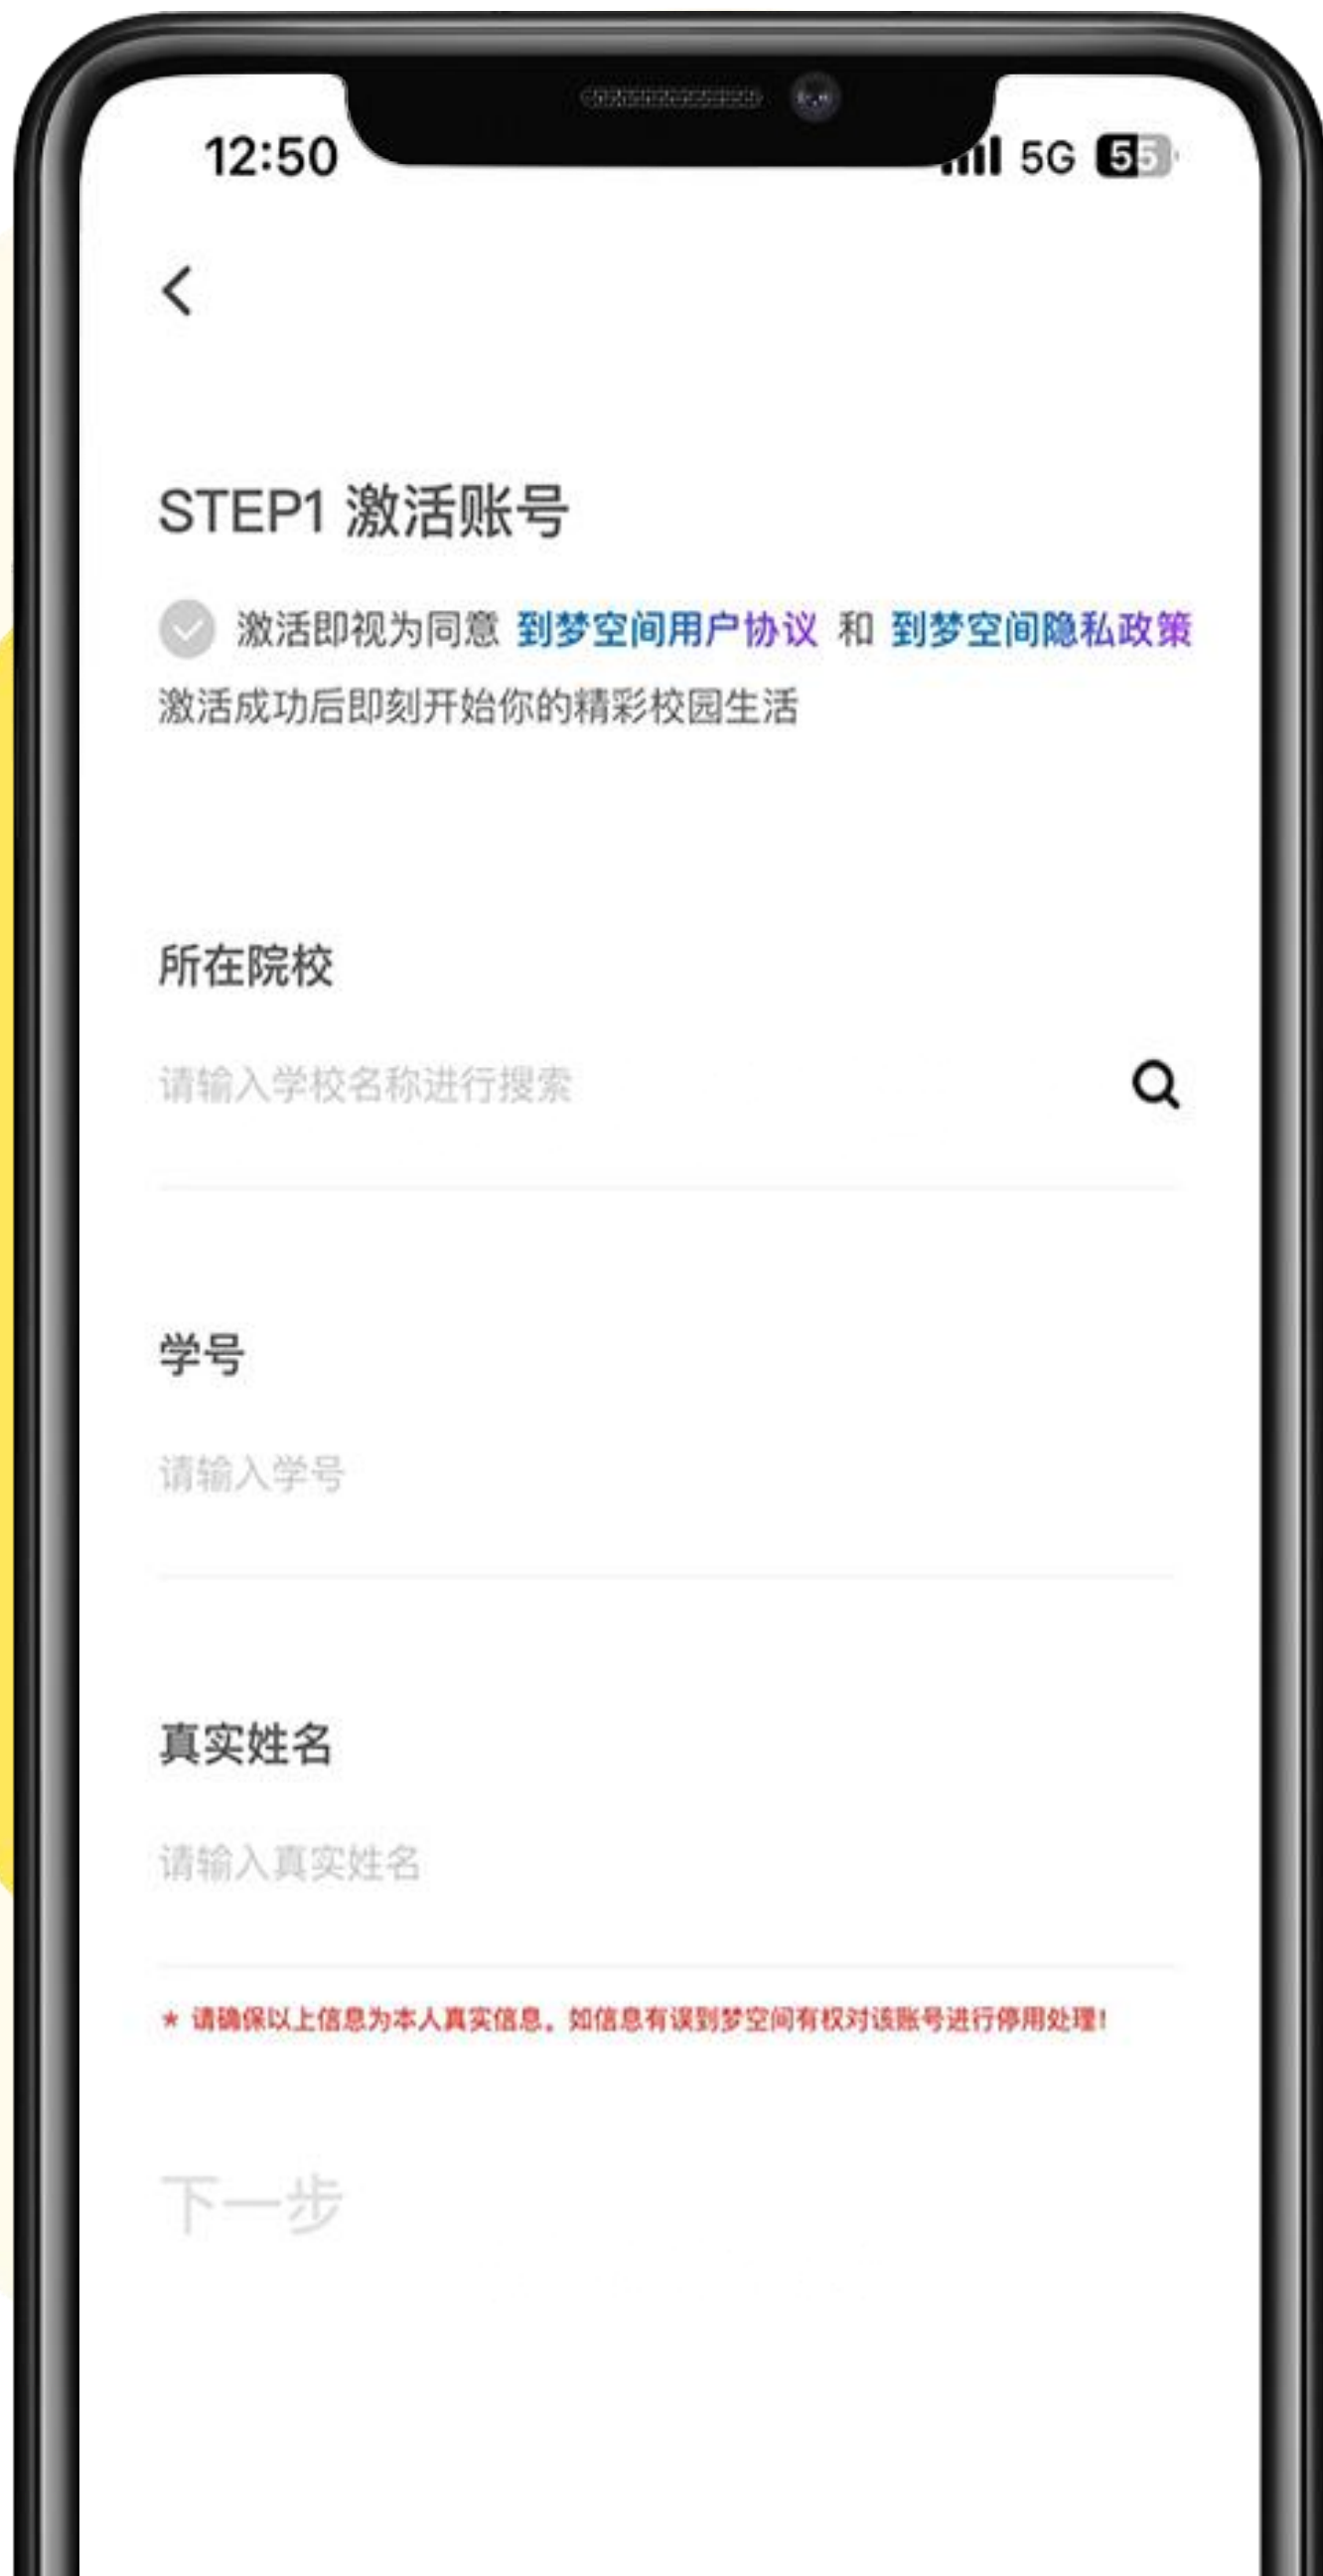 12:50 5G 55
STEP1 激活账号
激活即视为同意 到梦空间用户协议 和 到梦空间隐私政策
激活成功后即刻开始你的精彩校园生活
所在院校
请输入学校名称进行搜索
学号
请输入学号
真实姓名
请输入真实姓名
* 请确保以上信息为本人真实信息。如信息有误到梦空间有权对该账号进行停用处理!
下一步